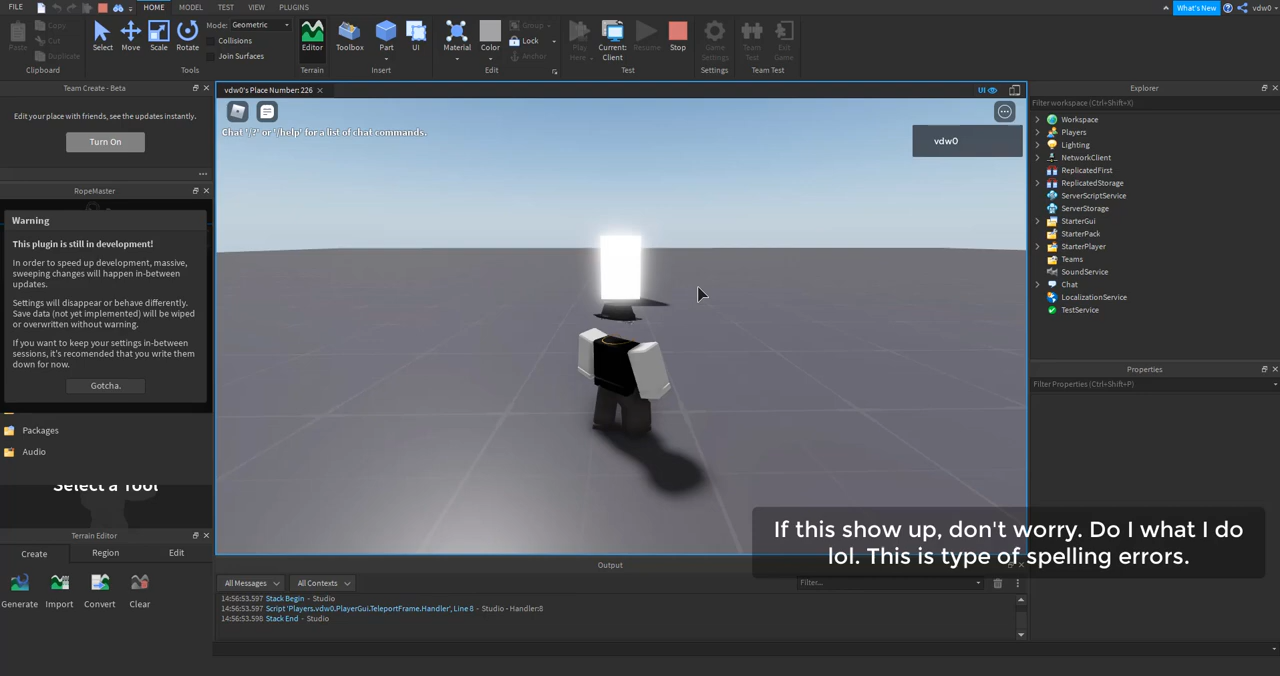 FILE
HOME
MODEL
TEST
VIEW
PLUGINS
What's New
vdw0
Paste
Copy
Cut
Duplicate
Clipboard
Select
Move
Scale
Rotate
Mode: Geometric
Collisions
Join Surfaces
Tools
Editor
Terrain
Toolbox
Part
UI
Insert
Material
Color
Group
Lock
Anchor
Edit
Play
Here
Current:
Client
Resume
Stop
Test
Game
Settings
Settings
Team
Test
Exit
Game
Team Test
Team Create - Beta
Edit your place with friends, see the updates instantly.
Turn On
RopeMaster
Warning
This plugin is still in development!
In order to speed up development, massive,
sweeping changes will happen in-between
updates.
Settings will disappear or behave differently.
Save data (not yet implemented) will be wiped
or overwritten without warning.
If you want to keep your settings in-between
sessions, it's recomended that you write them
down for now.
Gotcha.
Packages
Audio
Select a Tool
Terrain Editor
Create
Region
Edit
Generate
Import
Convert
Clear
vdw0's Place Number: 226
UI
Chat '/?' or '/help' for a list of chat commands.
vdw0
If this show up, don't worry. Do I what I do
lol. This is type of spelling errors.
Output
All Messages
All Contexts
Filter...
14:56:53.597 Stack Begin - Studio
14:56:53.597 Script 'Players.vdw0.PlayerGui.TeleportFrame.Handler', Line 8 - Studio - Handler:8
14:56:53.598 Stack End - Studio
Explorer
Filter workspace (Ctrl+Shift+X)
Workspace
Players
Lighting
NetworkClient
ReplicatedFirst
ReplicatedStorage
ServerScriptService
ServerStorage
StarterGui
StarterPack
StarterPlayer
Teams
SoundService
Chat
LocalizationService
TestService
Properties
Filter Properties (Ctrl+Shift+P)